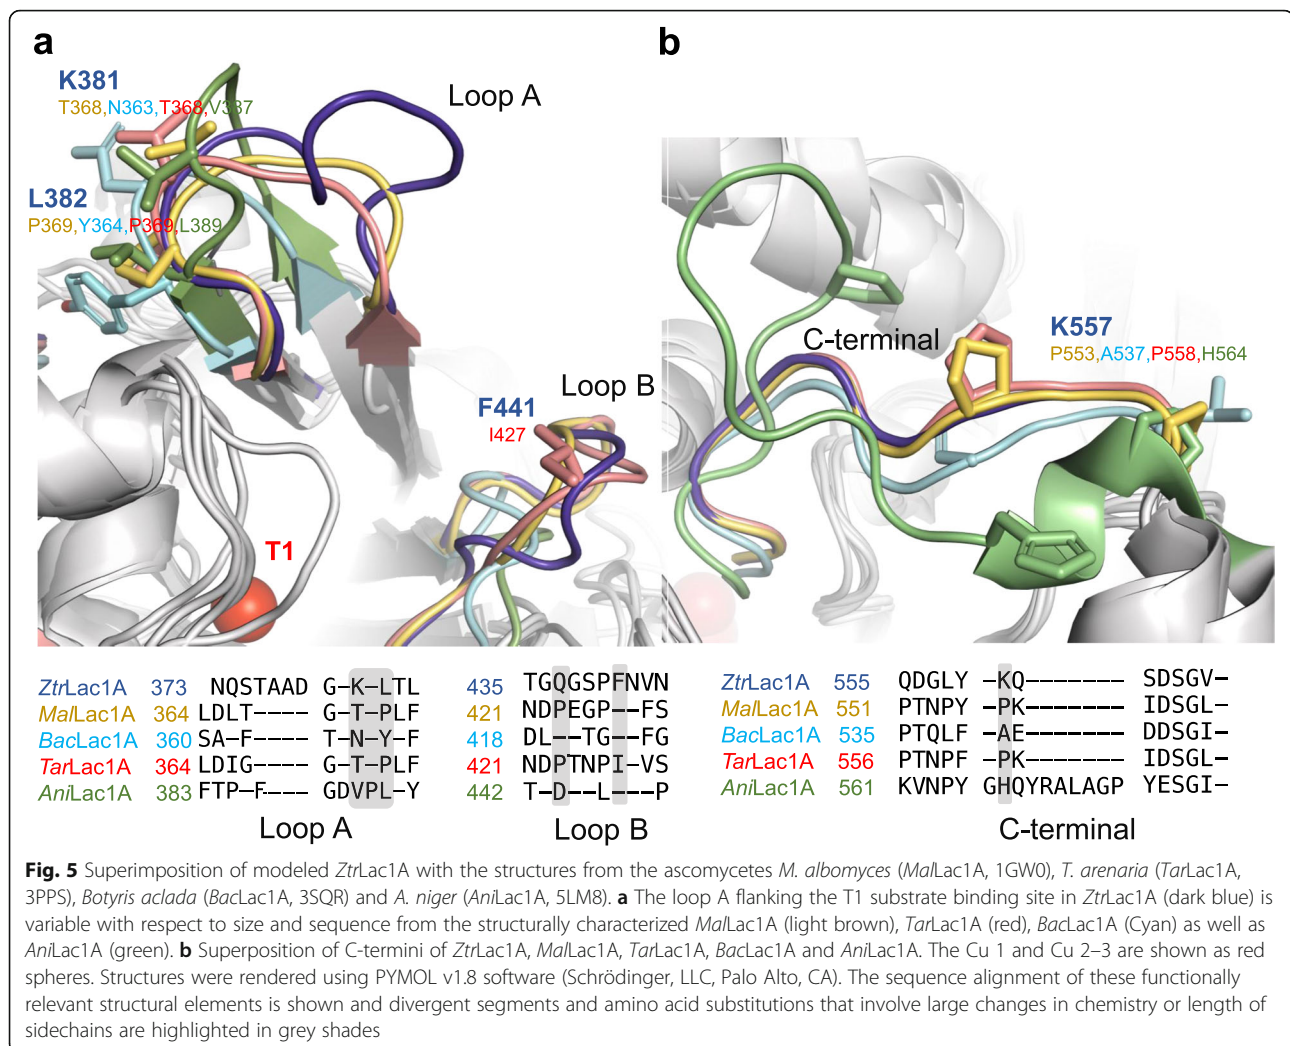 a
b
K381
T368,N363,T368,V387
Loop A
L382
P369,Y364,P369,L389
C-terminal
K557
P553,A537,P558,H564
Loop B
F441
I427
T1
ZtrLac1A 373 NQSTAAD G–K–LTL
MalLac1A 364 LDLT---- G–T–PLF
BacLac1A 360 SA–F---- T–N–Y–F
TarLac1A 364 LDIG---- G–T–PLF
AniLac1A 383 FTP–F---- GDVPL–Y
Loop A
435 TGQGSPFNVN
421 NDPEGP--FS
418 DL--TG--FG
421 NDPTNPI–VS
442 T–D--L---P
Loop B
ZtrLac1A 555 QDGLY –KQ------- SDSGV–
MalLac1A 551 PTNPY –PK------- IDSGL–
BacLac1A 535 PTQLF –AE------- DDSGI–
TarLac1A 556 PTNPF –PK------- IDSGL–
AniLac1A 561 KVNPY GHQYRALAGP YESGI–
C-terminal
Fig. 5 Superimposition of modeled ZtrLac1A with the structures from the ascomycetes M. albomyces (MalLac1A, 1GW0), T. arenaria (TarLac1A,
3PPS), Botyris aclada (BacLac1A, 3SQR) and A. niger (AniLac1A, 5LM8). a The loop A flanking the T1 substrate binding site in ZtrLac1A (dark blue) is
variable with respect to size and sequence from the structurally characterized MalLac1A (light brown), TarLac1A (red), BacLac1A (Cyan) as well as
AniLac1A (green). b Superposition of C-termini of ZtrLac1A, MalLac1A, TarLac1A, BacLac1A and AniLac1A. The Cu 1 and Cu 2–3 are shown as red
spheres. Structures were rendered using PYMOL v1.8 software (Schrödinger, LLC, Palo Alto, CA). The sequence alignment of these functionally
relevant structural elements is shown and divergent segments and amino acid substitutions that involve large changes in chemistry or length of
sidechains are highlighted in grey shades